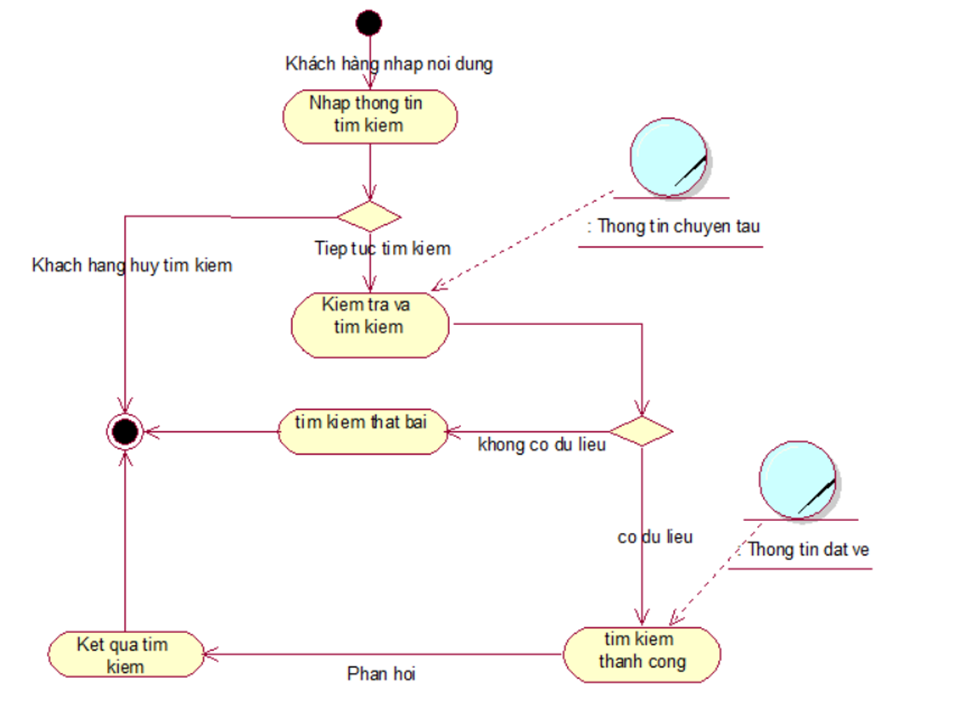 Khách hàng nhap noi dung
Nhap thong tin
tim kiem
: Thong tin chuyen tau
Tiep tuc tim kiem
Khach hang huy tim kiem
Kiem tra va
tim kiem
tim kiem that bai
khong co du lieu
co du lieu
: Thong tin dat ve
tim kiem
thanh cong
Ket qua tim
kiem
Phan hoi